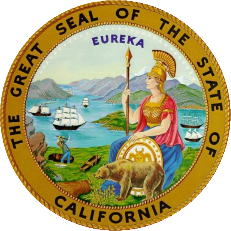 THE GREAT SEAL OF THE STATE OF CALIFORNIA
EUREKA